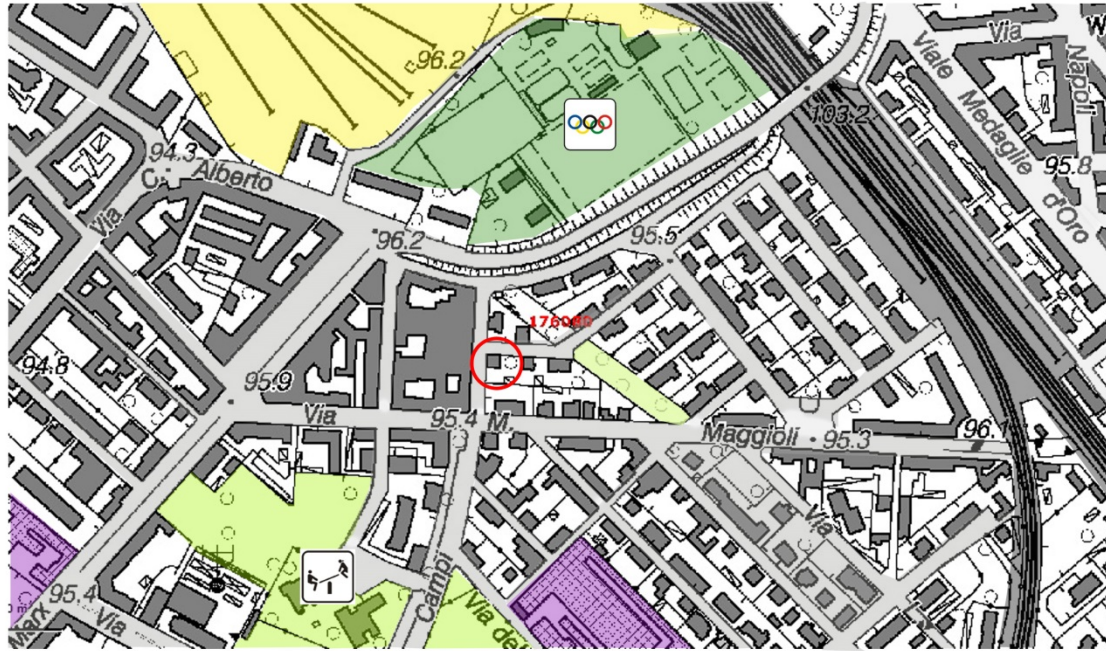 Via
Napoli
Viale
Medaglie
d'Oro
96.2
103.2
95.8
94.3
Alberto
Via
96.2
95.5
94.8
95.9
Via
95.4
M.
Maggioli
95.3
96.1
Via
Campi
Via
95.4
Marx
Via